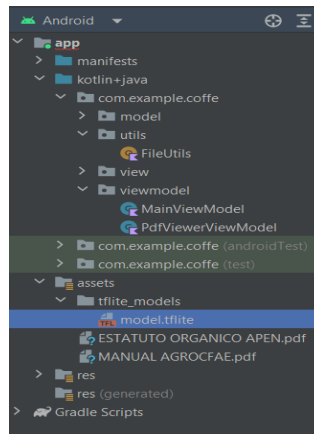 Android
app
manifests
kotlin+java
com.example.coffe
model
utils
FileUtils
view
viewmodel
MainViewModel
PdfViewerViewModel
com.example.coffe (androidTest)
com.example.coffe (test)
assets
tflite_models
TFL model.tflite
ESTATUTO ORGANICO APEN.pdf
MANUAL AGROCFAE.pdf
res
res (generated)
Gradle Scripts